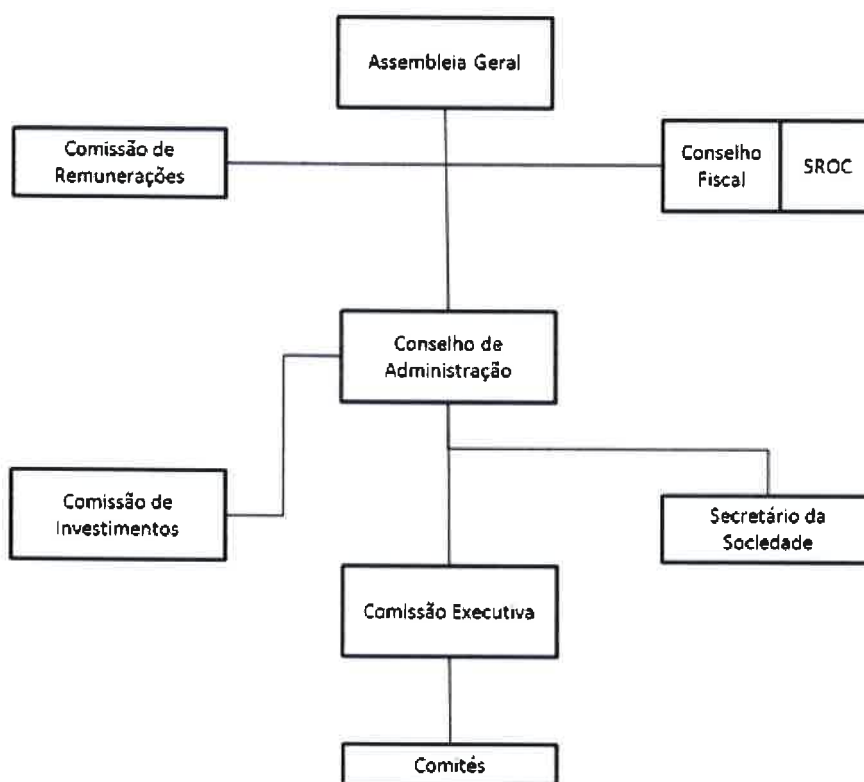 Assembleia Geral
Comissão de
Remunerações
Conselho
Fiscal
SROC
Conselho de
Administração
Comissão de
Investimentos
Secretário da
Sociedade
Comissão Executiva
Comités